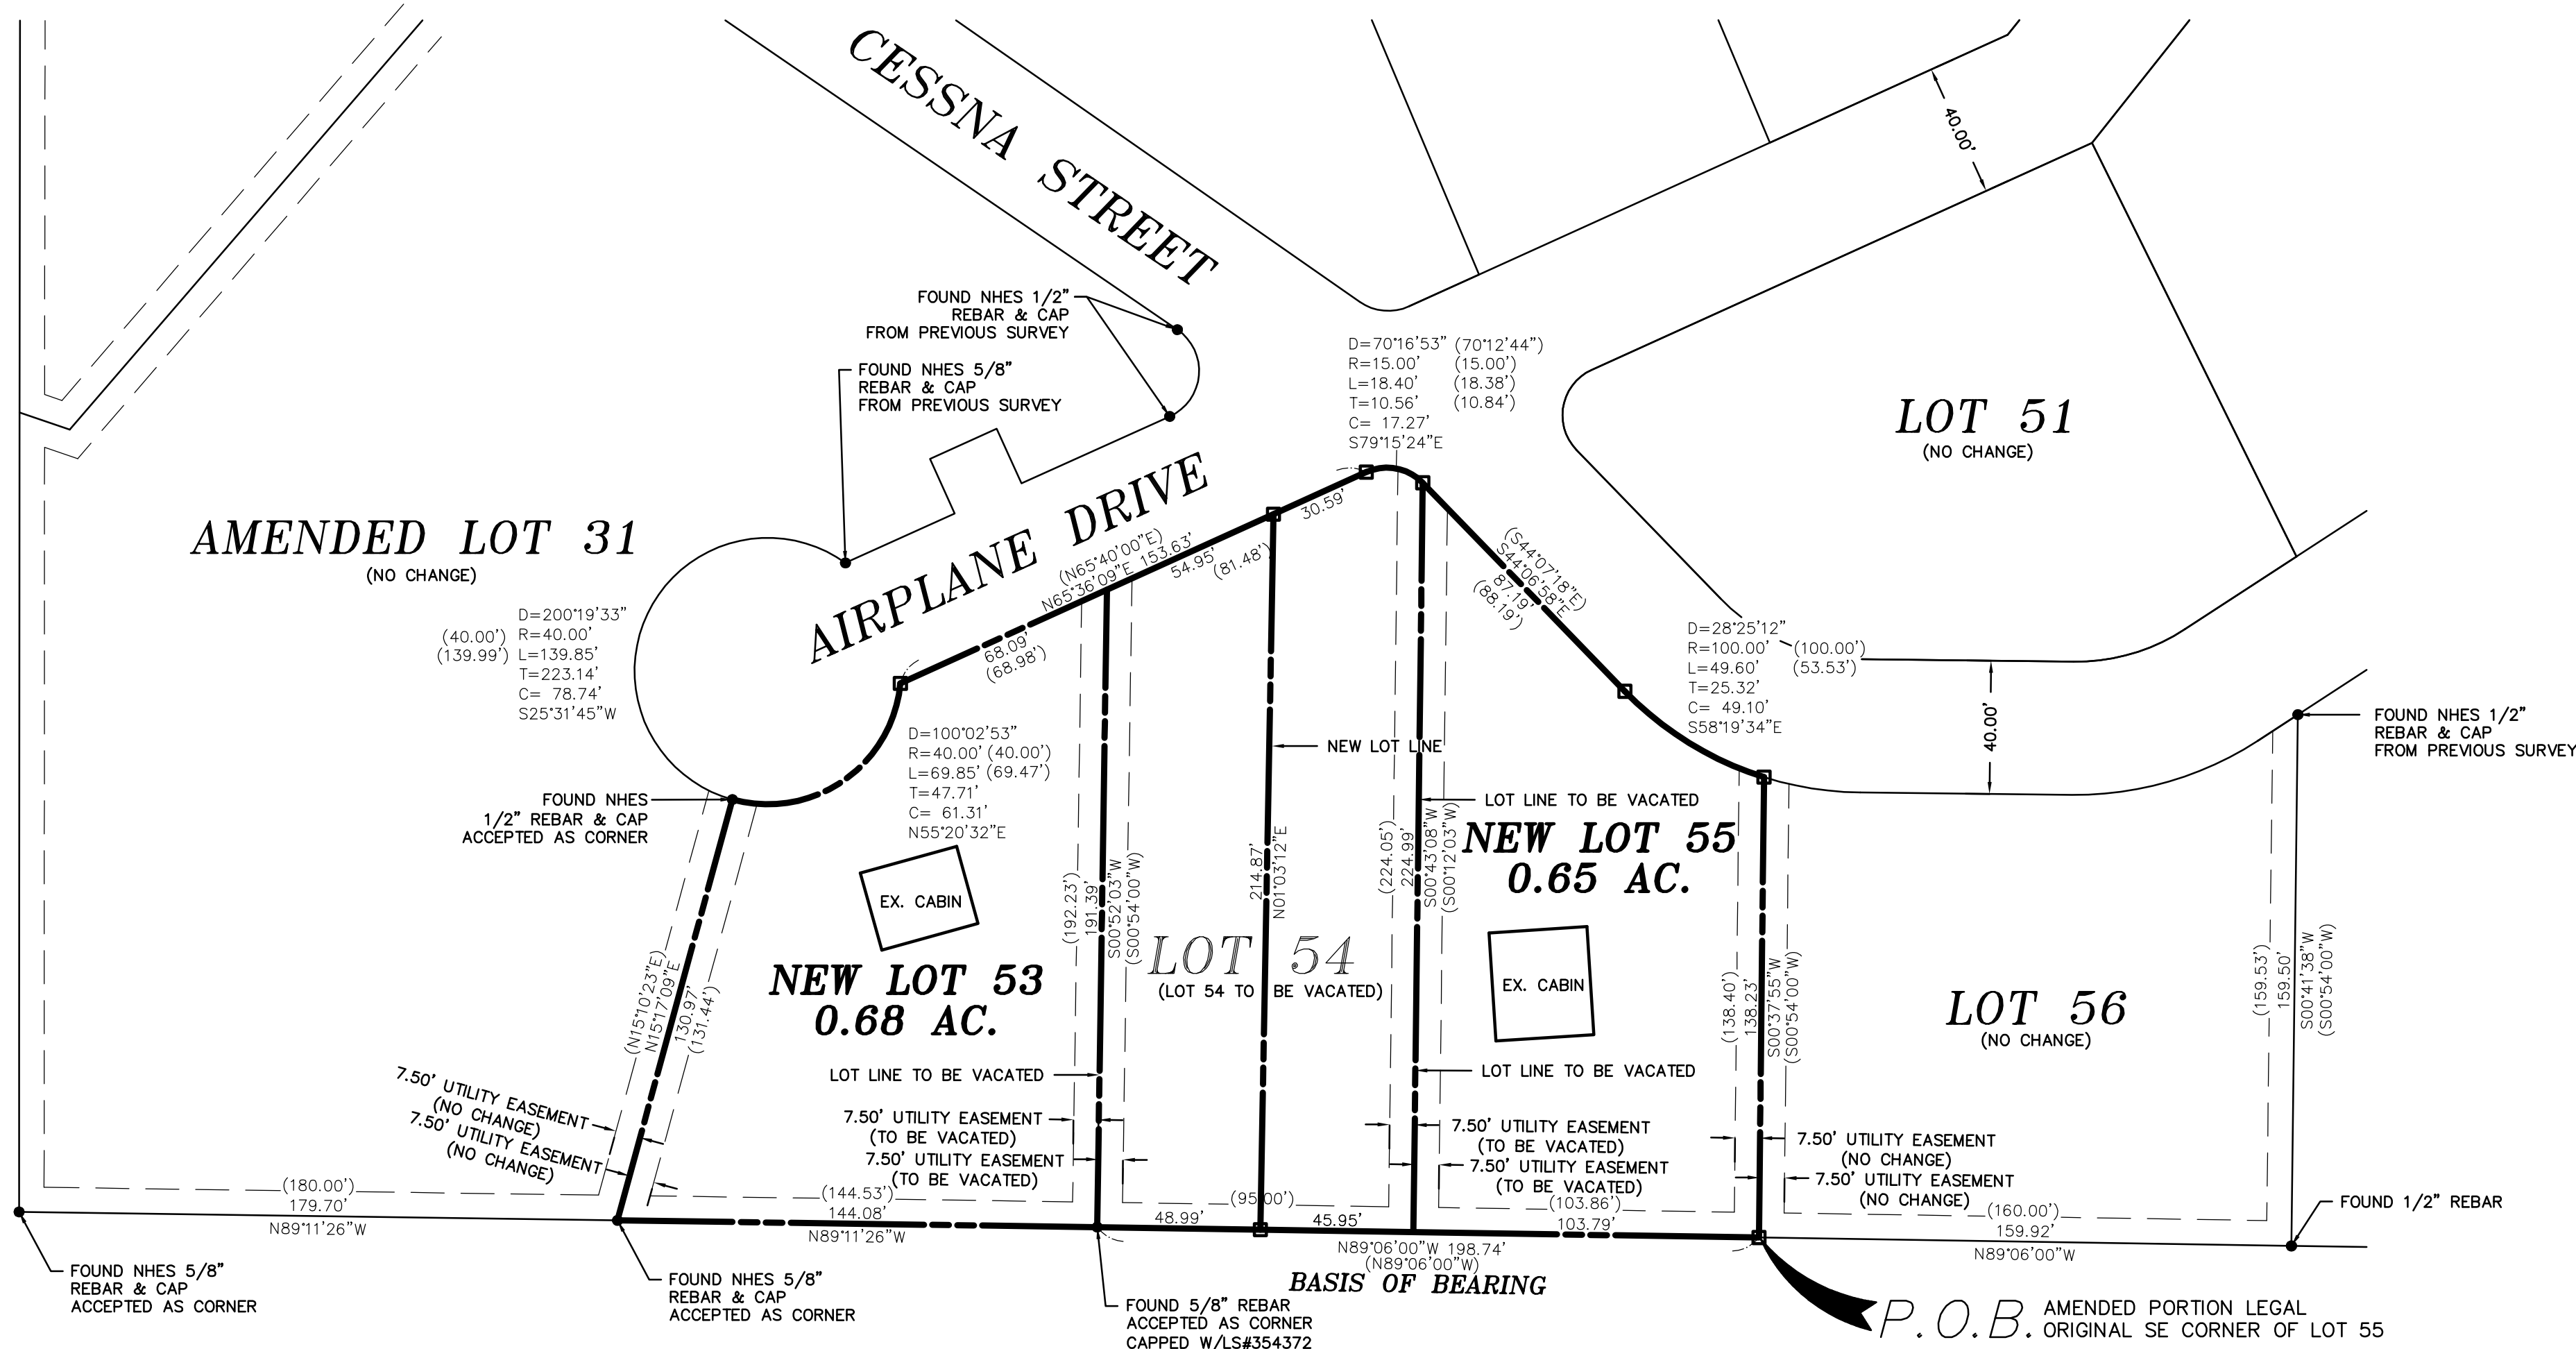 CESSNA STREET
40.00'
FOUND NHES 1/2"
REBAR & CAP
FROM PREVIOUS SURVEY
FOUND NHES 5/8"
REBAR & CAP
FROM PREVIOUS SURVEY
D=70°16'53" (70°12'44")
R=15.00' (15.00')
L=18.40' (18.38')
T=10.56' (10.84')
C= 17.27'
S79°15'24"E
LOT 51
(NO CHANGE)
AMENDED LOT 31
(NO CHANGE)
AIRPLANE DRIVE
(N65°40'00"E)
N65°36'09"E 153.63'
54.95'
(81.48')
30.59'
68.09'
(68.98')
(S44°07'18"E)
S44°06'58"E
87.19'
(88.19')
D=200°19'33"
(40.00') R=40.00'
(139.99') L=139.85'
T=223.14'
C= 78.74'
S25°31'45"W
D=28°25'12"
R=100.00' (100.00')
L=49.60' (53.53')
T=25.32'
C= 49.10'
S58°19'34"E
40.00'
FOUND NHES 1/2"
REBAR & CAP
FROM PREVIOUS SURVEY
D=100°02'53"
R=40.00' (40.00')
L=69.85' (69.47')
T=47.71'
C= 61.31'
N55°20'32"E
NEW LOT LINE
FOUND NHES
1/2" REBAR & CAP
ACCEPTED AS CORNER
LOT LINE TO BE VACATED
NEW LOT 55
0.65 AC.
EX. CABIN
EX. CABIN
(192.23')
191.39'
S00°52'03"W
(S00°54'00"W)
214.87'
N01°03'12"E
(224.05')
224.99'
S00°43'08"W
(S00°12'03"W)
NEW LOT 53
0.68 AC.
LOT 54
(LOT 54 TO BE VACATED)
(138.40')
138.23'
S00°37'55"W
(S00°54'00"W)
LOT 56
(NO CHANGE)
(159.53')
159.50'
S00°41'38"W
(S00°54'00"W)
(N15°10'23"E)
N15°17'09"E
130.97'
(131.44')
LOT LINE TO BE VACATED
LOT LINE TO BE VACATED
7.50' UTILITY EASEMENT
(NO CHANGE)
7.50' UTILITY EASEMENT
(NO CHANGE)
7.50' UTILITY EASEMENT
(TO BE VACATED)
7.50' UTILITY EASEMENT
(TO BE VACATED)
7.50' UTILITY EASEMENT
(TO BE VACATED)
7.50' UTILITY EASEMENT
(TO BE VACATED)
7.50' UTILITY EASEMENT
(NO CHANGE)
7.50' UTILITY EASEMENT
(NO CHANGE)
(180.00')
179.70'
N89°11'26"W
(144.53')
144.08'
N89°11'26"W
(95.00')
48.99'
45.95'
(103.86')
103.79'
N89°06'00"W 198.74'
(N89°06'00"W)
BASIS OF BEARING
(160.00')
159.92'
N89°06'00"W
FOUND 1/2" REBAR
FOUND NHES 5/8"
REBAR & CAP
ACCEPTED AS CORNER
FOUND NHES 5/8"
REBAR & CAP
ACCEPTED AS CORNER
FOUND 5/8" REBAR
ACCEPTED AS CORNER
CAPPED W/LS#354372
P.O.B. AMENDED PORTION LEGAL
ORIGINAL SE CORNER OF LOT 55